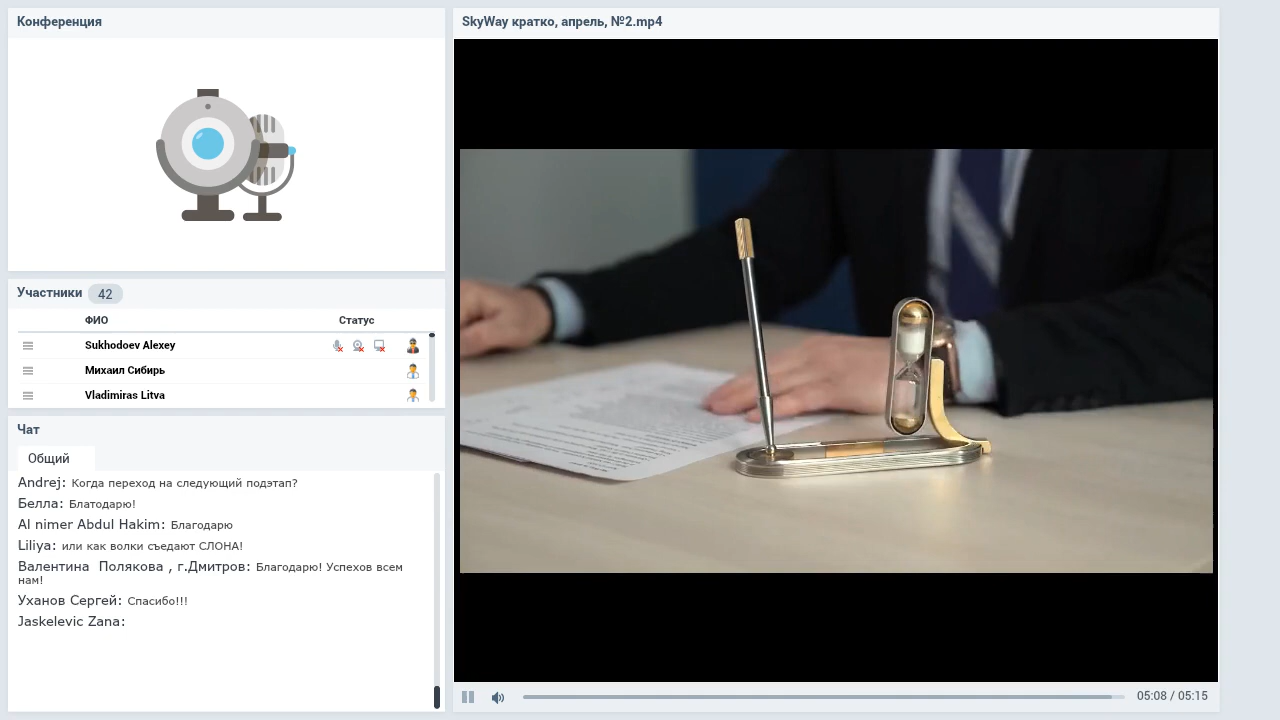 Конференция
SkyWay кратко, апрель, №2.mp4
Участники 42
ФИО Статус
Sukhodoev Alexey
Михаил Сибирь
Vladimiras Litva
Чат
Общий
Andrej: Когда переход на следующий подэтап?
Белла: Блатодарю!
Al nimer Abdul Hakim: Благодарю
Liliya: или как волки съедают СЛОНА!
Валентина Полякова , г.Дмитров: Благодарю! Успехов всем
нам!
Уханов Сергей: Спасибо!!!
Jaskelevic Zana:
05:08 / 05:15